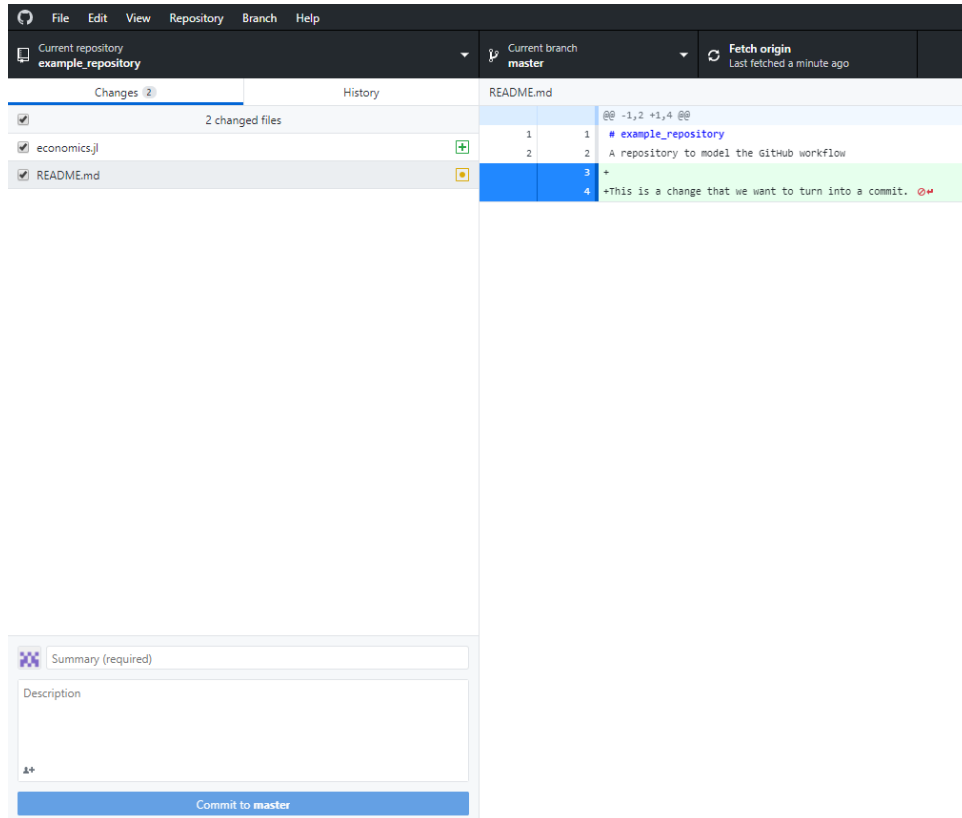 File Edit View Repository Branch Help
Current repository
example_repository
Current branch
master
Fetch origin
Last fetched a minute ago
Changes 2
History
README.md
2 changed files
economics.jl
README.md
@@ -1,2 +1,4 @@
1 1 # example_repository
2 2 A repository to model the GitHub workflow
3 +
4 +This is a change that we want to turn into a commit.
Summary (required)
Description
Commit to master